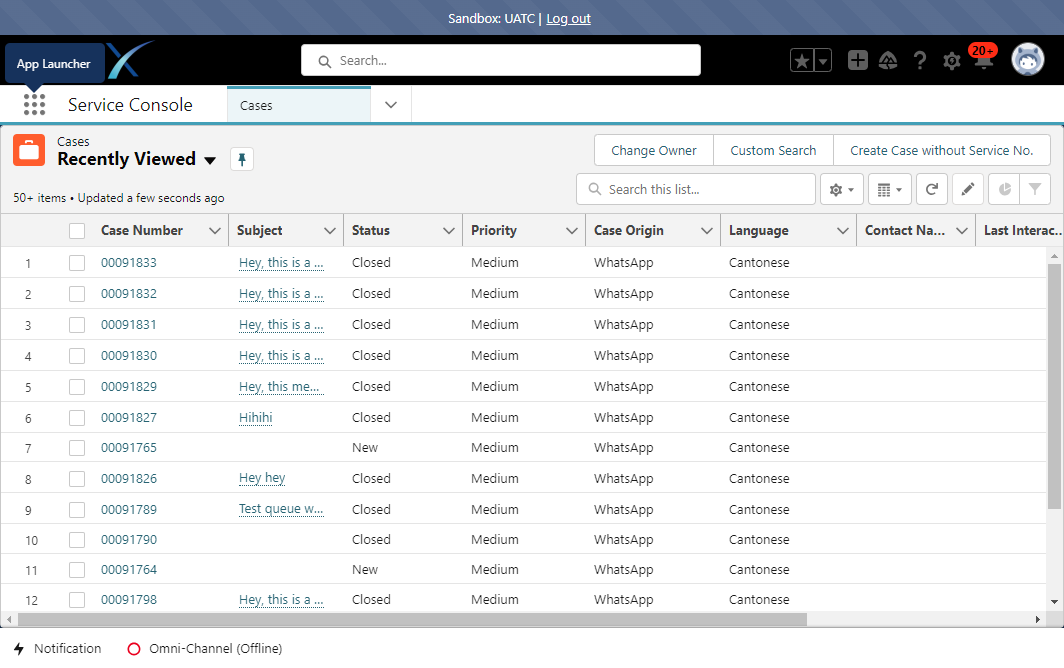 Sandbox: UATC | Log out
App Launcher
Search...
20+
Service Console
Cases
Cases
Recently Viewed
Change Owner
Custom Search
Create Case without Service No.
50+ items • Updated a few seconds ago
Search this list...
Case Number Subject Status Priority Case Origin Language Contact Na... Last Interac...
1 00091833 Hey, this is a ... Closed Medium WhatsApp Cantonese
2 00091832 Hey, this is a ... Closed Medium WhatsApp Cantonese
3 00091831 Hey, this is a ... Closed Medium WhatsApp Cantonese
4 00091830 Hey, this is a ... Closed Medium WhatsApp Cantonese
5 00091829 Hey, this me... Closed Medium WhatsApp Cantonese
6 00091827 Hihihi Closed Medium WhatsApp Cantonese
7 00091765 New Medium WhatsApp Cantonese
8 00091826 Hey hey Closed Medium WhatsApp Cantonese
9 00091789 Test queue w... Closed Medium WhatsApp Cantonese
10 00091790 Closed Medium WhatsApp Cantonese
11 00091764 New Medium WhatsApp Cantonese
12 00091798 Hey, this is a ... Closed Medium WhatsApp Cantonese
Notification
Omni-Channel (Offline)